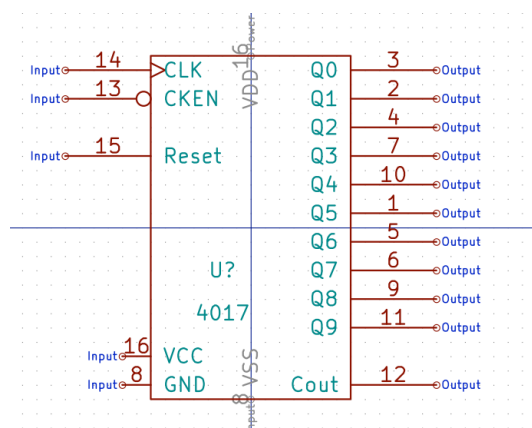 16 Power
VDD
Input 14 CLK Q0 3 Output
Input 13 CKEN Q1 2 Output
Q2 4 Output
Input 15 Reset Q3 7 Output
Q4 10 Output
Q5 1 Output
Q6 5 Output
U? Q7 6 Output
Q8 9 Output
4017
Q9 11 Output
Input 16 VCC
Input 8 GND Cout 12 Output
VSS
8